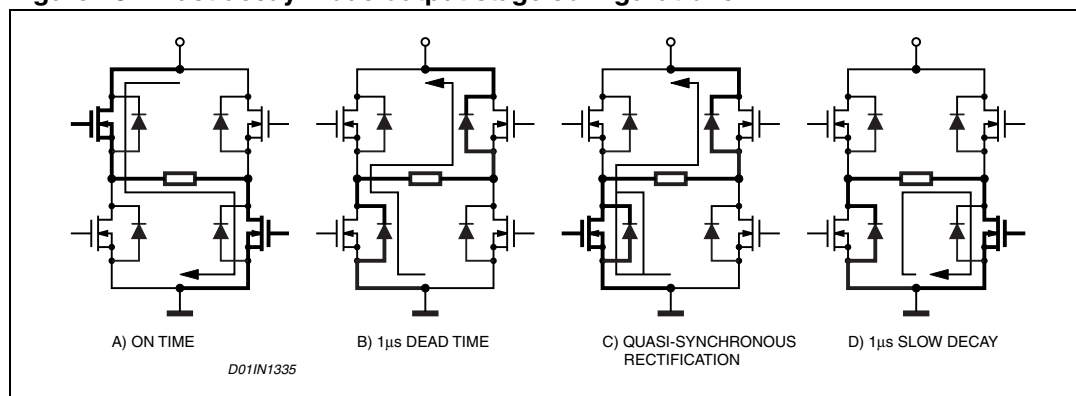 A) ON TIME
B) 1μs DEAD TIME
C) QUASI-SYNCHRONOUS
RECTIFICATION
D) 1μs SLOW DECAY
D01IN1335